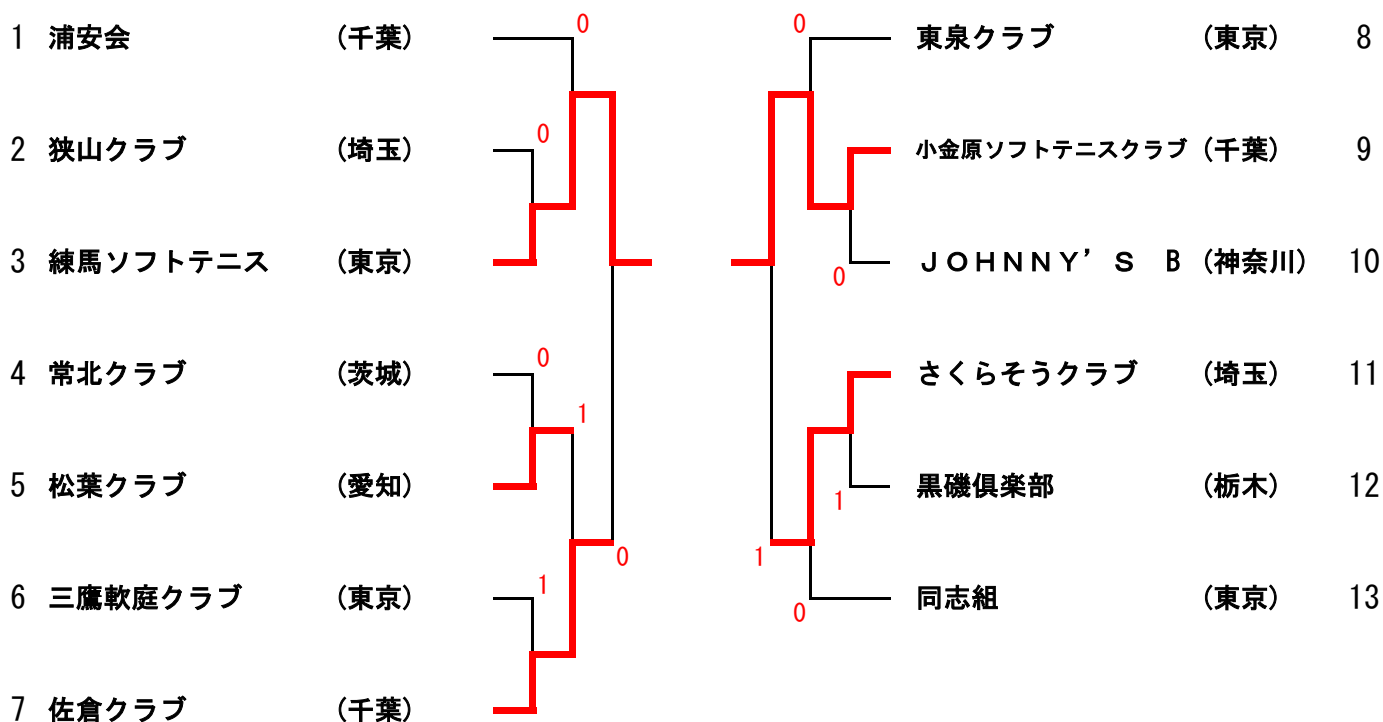 0
1 浦安会 (千葉)
0
2 狭山クラブ (埼玉)
3 練馬ソフトテニス (東京)
0
4 常北クラブ (茨城)
1
5 松葉クラブ (愛知)
0
1
6 三鷹軟庭クラブ (東京)
7 佐倉クラブ (千葉)
0
東泉クラブ (東京) 8
小金原ソフトテニスクラブ (千葉) 9
ＪＯＨＮＮＹ’Ｓ　B (神奈川) 10
0
さくらそうクラブ (埼玉) 11
黒磯倶楽部 (栃木) 12
1
1
同志組 (東京) 13
0